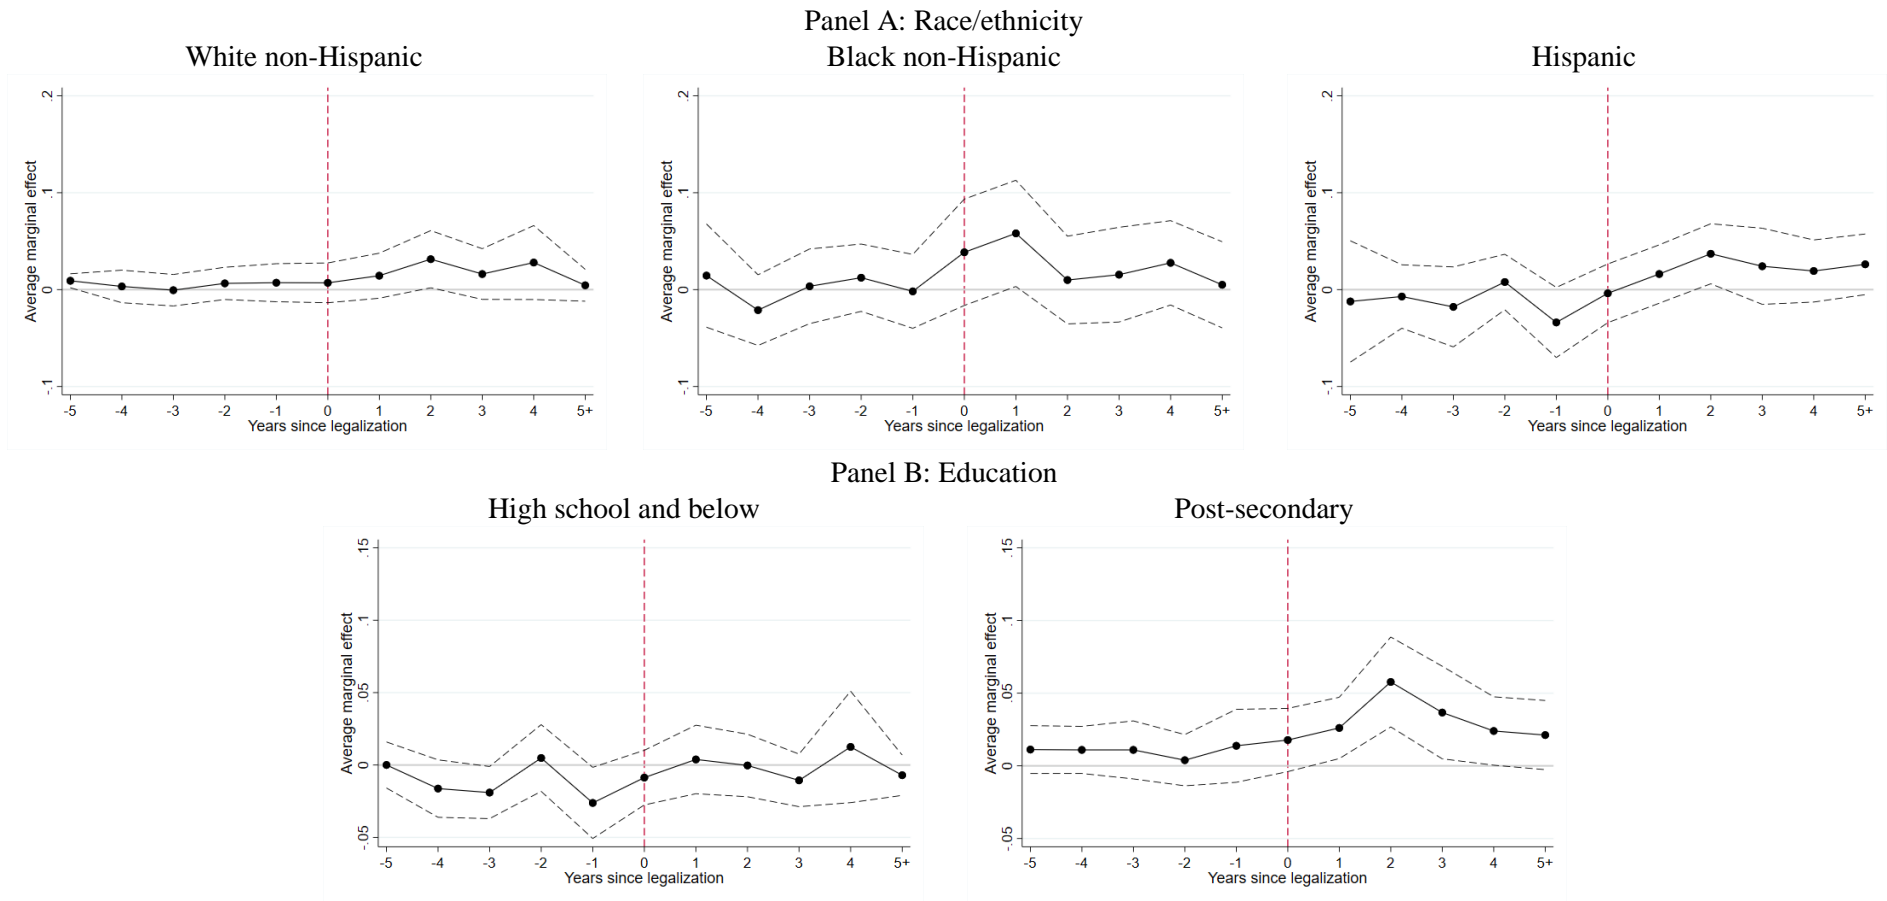 Panel A: Race/ethnicity
White non-Hispanic
Black non-Hispanic
Hispanic
Average marginal effect
.2
.1
0
-.1
-5 -4 -3 -2 -1 0 1 2 3 4 5+
Years since legalization
Average marginal effect
.2
.1
0
-.1
-5 -4 -3 -2 -1 0 1 2 3 4 5+
Years since legalization
Average marginal effect
.2
.1
0
-.1
-5 -4 -3 -2 -1 0 1 2 3 4 5+
Years since legalization
Panel B: Education
High school and below
Post-secondary
Average marginal effect
.15
.1
.05
0
-.05
-5 -4 -3 -2 -1 0 1 2 3 4 5+
Years since legalization
Average marginal effect
.15
.1
.05
0
-.05
-5 -4 -3 -2 -1 0 1 2 3 4 5+
Years since legalization